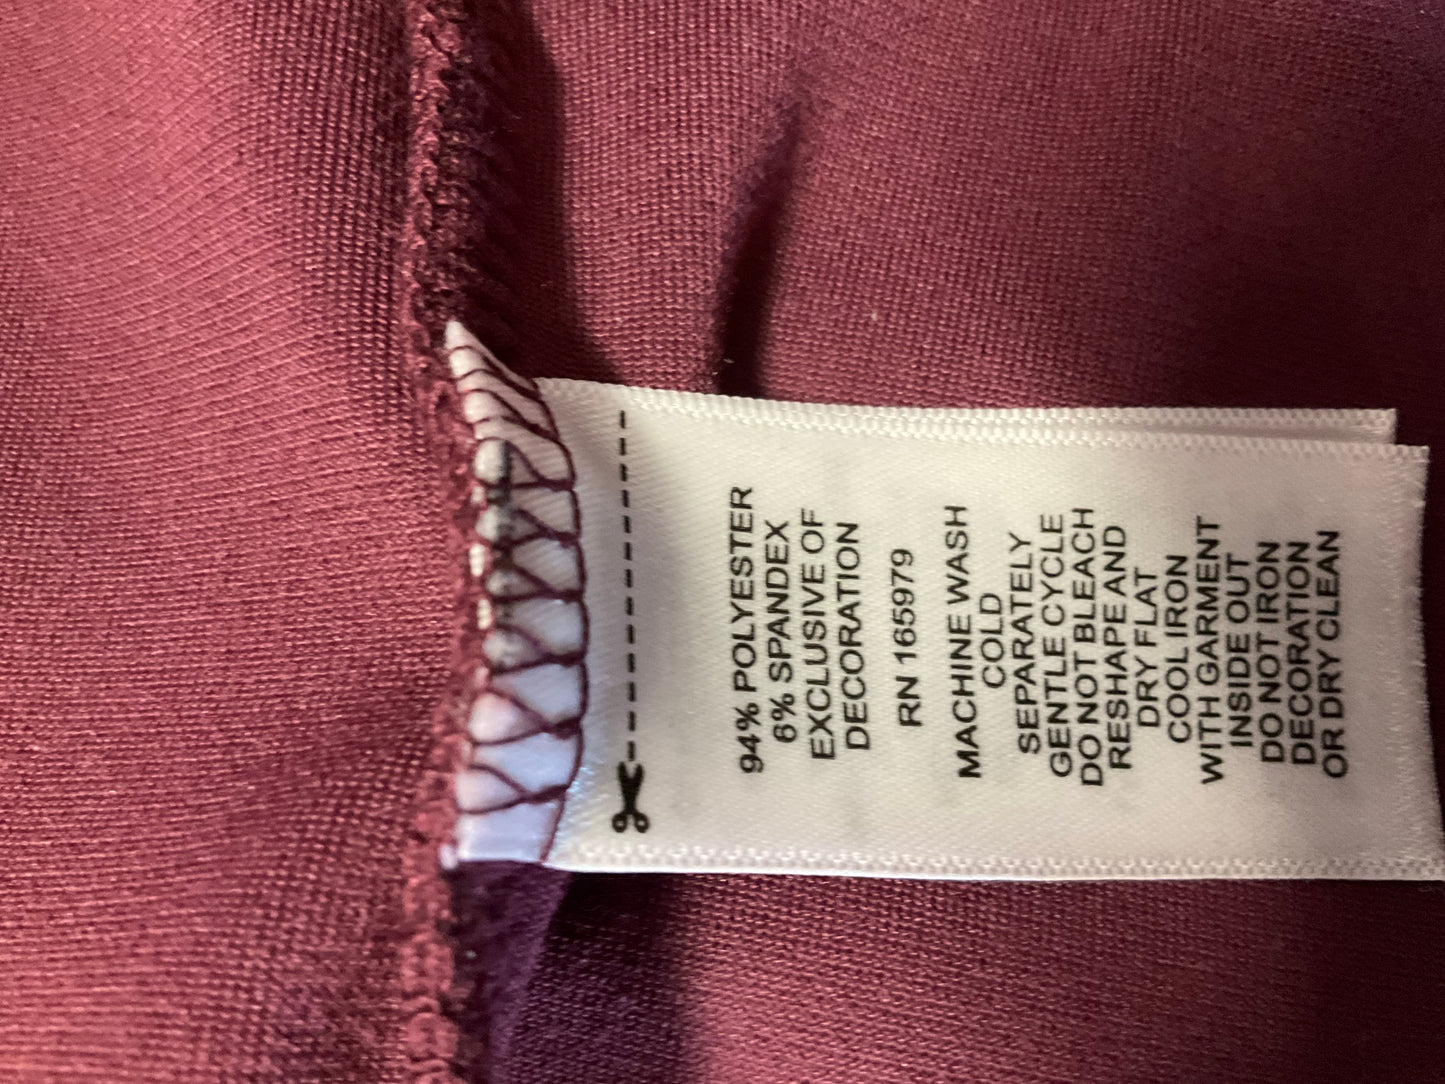 94% POLYESTER
6% SPANDEX
EXCLUSIVE OF
DECORATION
RN 165979
MACHINE WASH
COLD
SEPARATELY
GENTLE CYCLE
DO NOT BLEACH
RESHAPE AND
DRY FLAT
COOL IRON
WITH GARMENT
INSIDE OUT
DO NOT IRON
DECORATION
OR DRY CLEAN